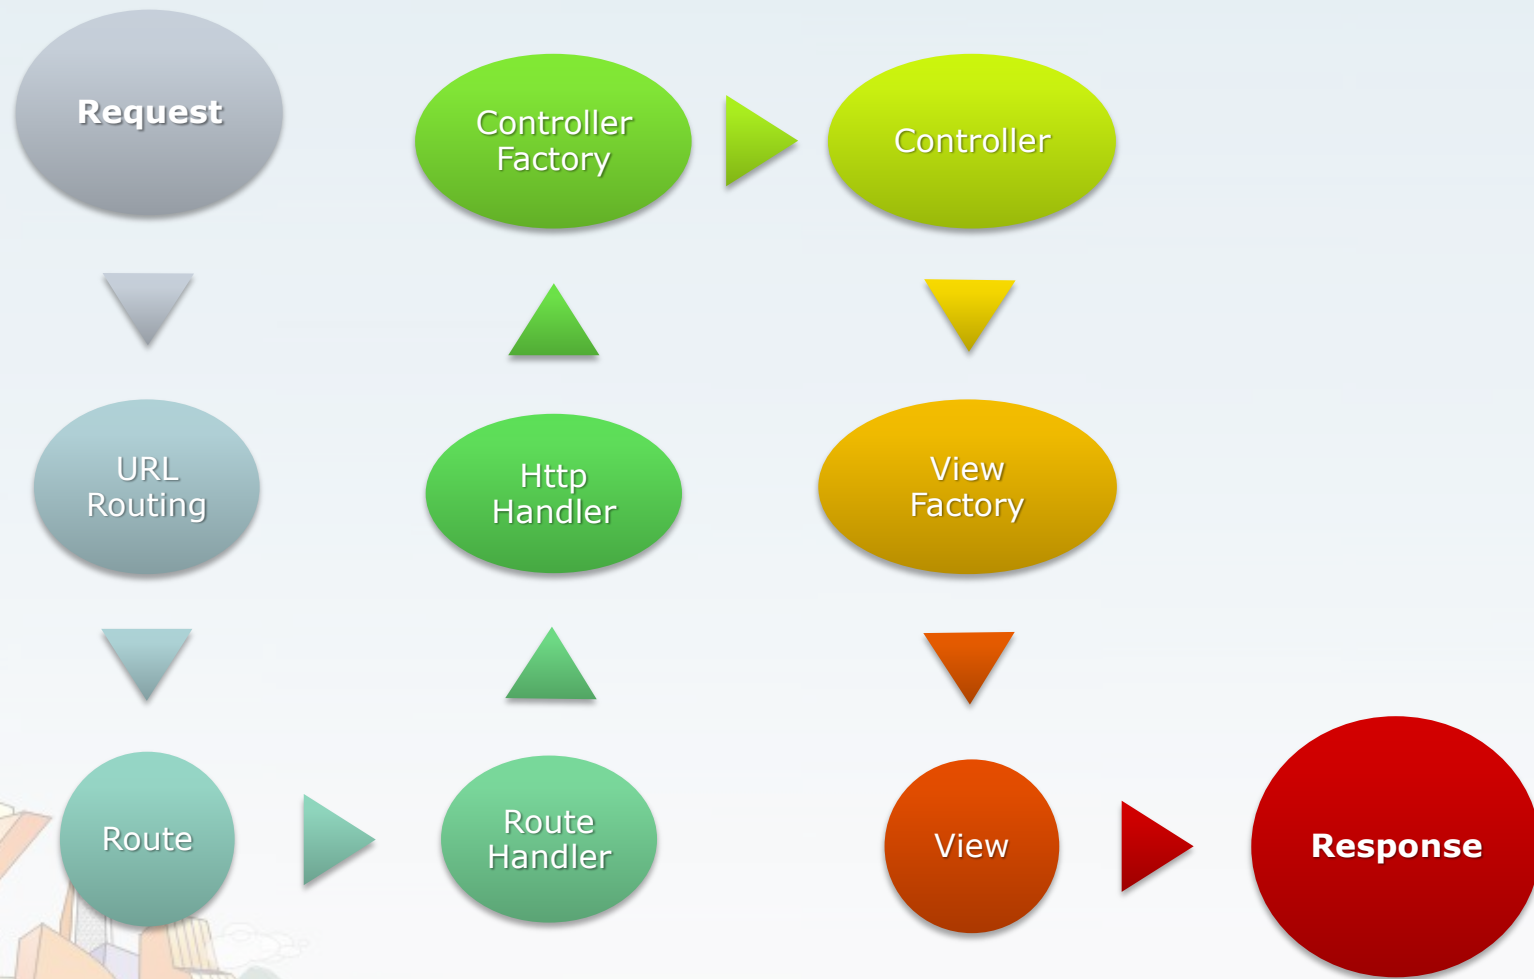 Request
URL
Routing
Route
Route
Handler
Http
Handler
Controller
Factory
Controller
View
Factory
View
Response